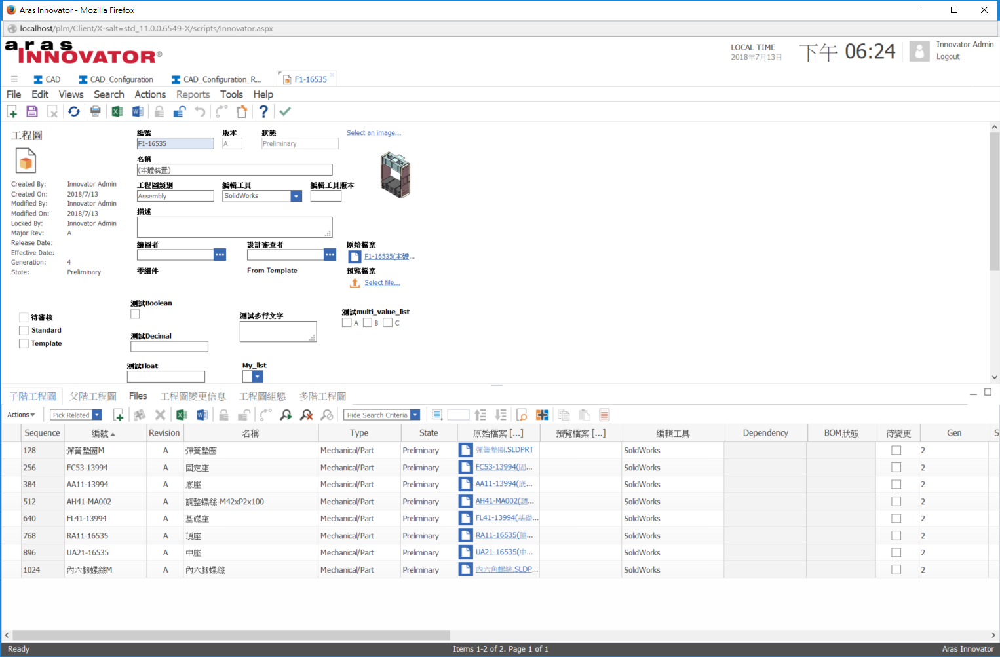 Aras Innovator - Mozilla Firefox
localhost/plm/Client/X-salt=std_11.0.0.6549-X/scripts/Innovator.aspx
aras
INNOVATOR®
LOCAL TIME
2018年7月13日
下午 06:24
Innovator Admin
Logout
CAD
CAD_Configuration
CAD_Configuration_R...
F1-16535
File Edit Views Search Actions Reports Tools Help
工程圖
Created By: Innovator Admin
Created On: 2018/7/13
Modified By: Innovator Admin
Modified On: 2018/7/13
Locked By: Innovator Admin
Major Rev: A
Release Date:
Effective Date:
Generation: 4
State: Preliminary
編號 版本 狀態 Select an image...
F1-16535 A Preliminary
名稱
(本體裝置)
工程圖類別 編輯工具 編輯工具版本
Assembly SolidWorks
描述
繪圖者 設計審查者 原始檔案
F1-16535(本體...
零組件 From Template 預覽檔案
Select file...
待審核
Standard
Template
測試Boolean
測試Decimal
測試Float
測試多行文字
My_list
測試multi_value_list
A B C
子階工程圖 父階工程圖 Files 工程圖變更信息 工程圖組態 多階工程圖
Actions Pick Related Hide Search Criteria
Sequence 編號 Revision 名稱 Type State 原始檔案 [...] 預覽檔案 [...] 編輯工具 Dependency BOM狀態 待變更 Gen S
128 彈簧墊圈M A 彈簧墊圈 Mechanical/Part Preliminary 彈簧墊圈.SLDPRT SolidWorks 2
256 FC53-13994 A 固定座 Mechanical/Part Preliminary FC53-13994(固... SolidWorks 2
384 AA11-13994 A 底座 Mechanical/Part Preliminary AA11-13994(底... SolidWorks 2
512 AH41-MA002 A 調整螺絲-M42xP2x100 Mechanical/Part Preliminary AH41-MA002(調... SolidWorks 2
640 FL41-13994 A 基礎座 Mechanical/Part Preliminary FL41-13994(基礎... SolidWorks 2
768 RA11-16535 A 頂座 Mechanical/Part Preliminary RA11-16535(頂... SolidWorks 2
896 UA21-16535 A 中座 Mechanical/Part Preliminary UA21-16535(中... SolidWorks 2
1024 內六腳螺絲M A 內六腳螺絲 Mechanical/Part Preliminary 內六角螺絲.SLDP... SolidWorks 2
Ready
Items 1-2 of 2. Page 1 of 1
Aras Innovator